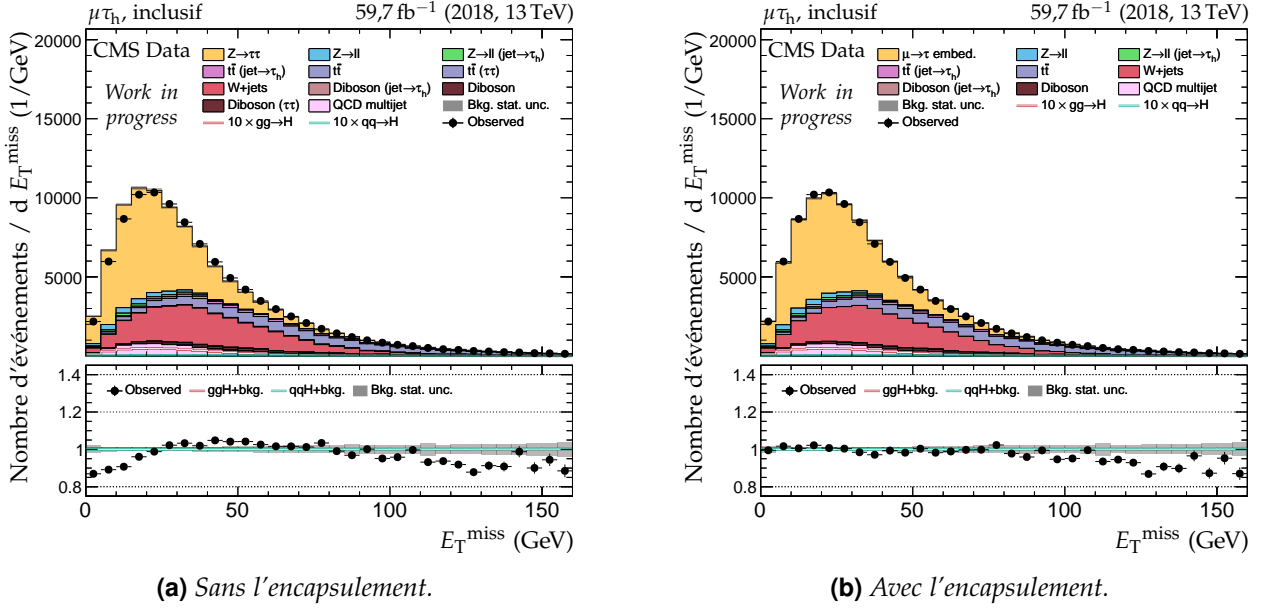 μτh, inclusif 59,7 fb−1 (2018, 13 TeV)
CMS Data
Work in
progress
Z→ττ Z→ll Z→ll (jet→τh)
tt̄ (jet→τh) tt̄ tt̄ (ττ)
W+jets Diboson (jet→τh) Diboson
Diboson (ττ) QCD multijet Bkg. stat. unc.
10 × gg→H 10 × qq→H Observed
Nombre d'événements / d ETmiss (1/GeV)
20000
15000
10000
5000
Observed ggH+bkg. qqH+bkg. Bkg. stat. unc.
1.4
1.2
1
0.8
0 50 100 150
ETmiss (GeV)
(a) Sans l'encapsulement.
μτh, inclusif 59,7 fb−1 (2018, 13 TeV)
CMS Data
Work in
progress
μ→τ embed. Z→ll Z→ll (jet→τh)
tt̄ (jet→τh) tt̄ W+jets
Diboson (jet→τh) Diboson QCD multijet
Bkg. stat. unc. 10 × gg→H 10 × qq→H
Observed
Nombre d'événements / d ETmiss (1/GeV)
20000
15000
10000
5000
Observed ggH+bkg. qqH+bkg. Bkg. stat. unc.
1.4
1.2
1
0.8
0 50 100 150
ETmiss (GeV)
(b) Avec l'encapsulement.